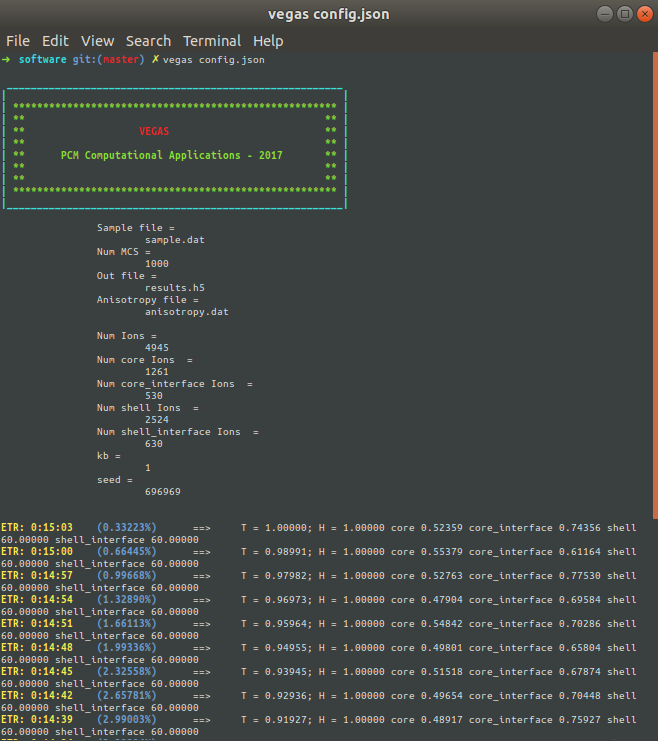 vegas config.json
File Edit View Search Terminal Help
➜ software git:(master) ✗ vegas config.json
******************************************************
** **
** VEGAS **
** **
** PCM Computational Applications - 2017 **
** **
** **
******************************************************
Sample file =
sample.dat
Num MCS =
1000
Out file =
results.h5
Anisotropy file =
anisotropy.dat
Num Ions =
4945
Num core Ions =
1261
Num core_interface Ions =
530
Num shell Ions =
2524
Num shell_interface Ions =
630
kb =
1
seed =
696969
ETR: 0:15:03 (0.33223%) ==> T = 1.00000; H = 1.00000 core 0.52359 core_interface 0.74356 shell
60.00000 shell_interface 60.00000
ETR: 0:15:00 (0.66445%) ==> T = 0.98991; H = 1.00000 core 0.55379 core_interface 0.61164 shell
60.00000 shell_interface 60.00000
ETR: 0:14:57 (0.99668%) ==> T = 0.97982; H = 1.00000 core 0.52763 core_interface 0.77530 shell
60.00000 shell_interface 60.00000
ETR: 0:14:54 (1.32890%) ==> T = 0.96973; H = 1.00000 core 0.47904 core_interface 0.69584 shell
60.00000 shell_interface 60.00000
ETR: 0:14:51 (1.66113%) ==> T = 0.95964; H = 1.00000 core 0.54842 core_interface 0.70286 shell
60.00000 shell_interface 60.00000
ETR: 0:14:48 (1.99336%) ==> T = 0.94955; H = 1.00000 core 0.49801 core_interface 0.65804 shell
60.00000 shell_interface 60.00000
ETR: 0:14:45 (2.32558%) ==> T = 0.93945; H = 1.00000 core 0.51518 core_interface 0.67874 shell
60.00000 shell_interface 60.00000
ETR: 0:14:42 (2.65781%) ==> T = 0.92936; H = 1.00000 core 0.49654 core_interface 0.70448 shell
60.00000 shell_interface 60.00000
ETR: 0:14:39 (2.99003%) ==> T = 0.91927; H = 1.00000 core 0.48917 core_interface 0.75927 shell
60.00000 shell_interface 60.00000